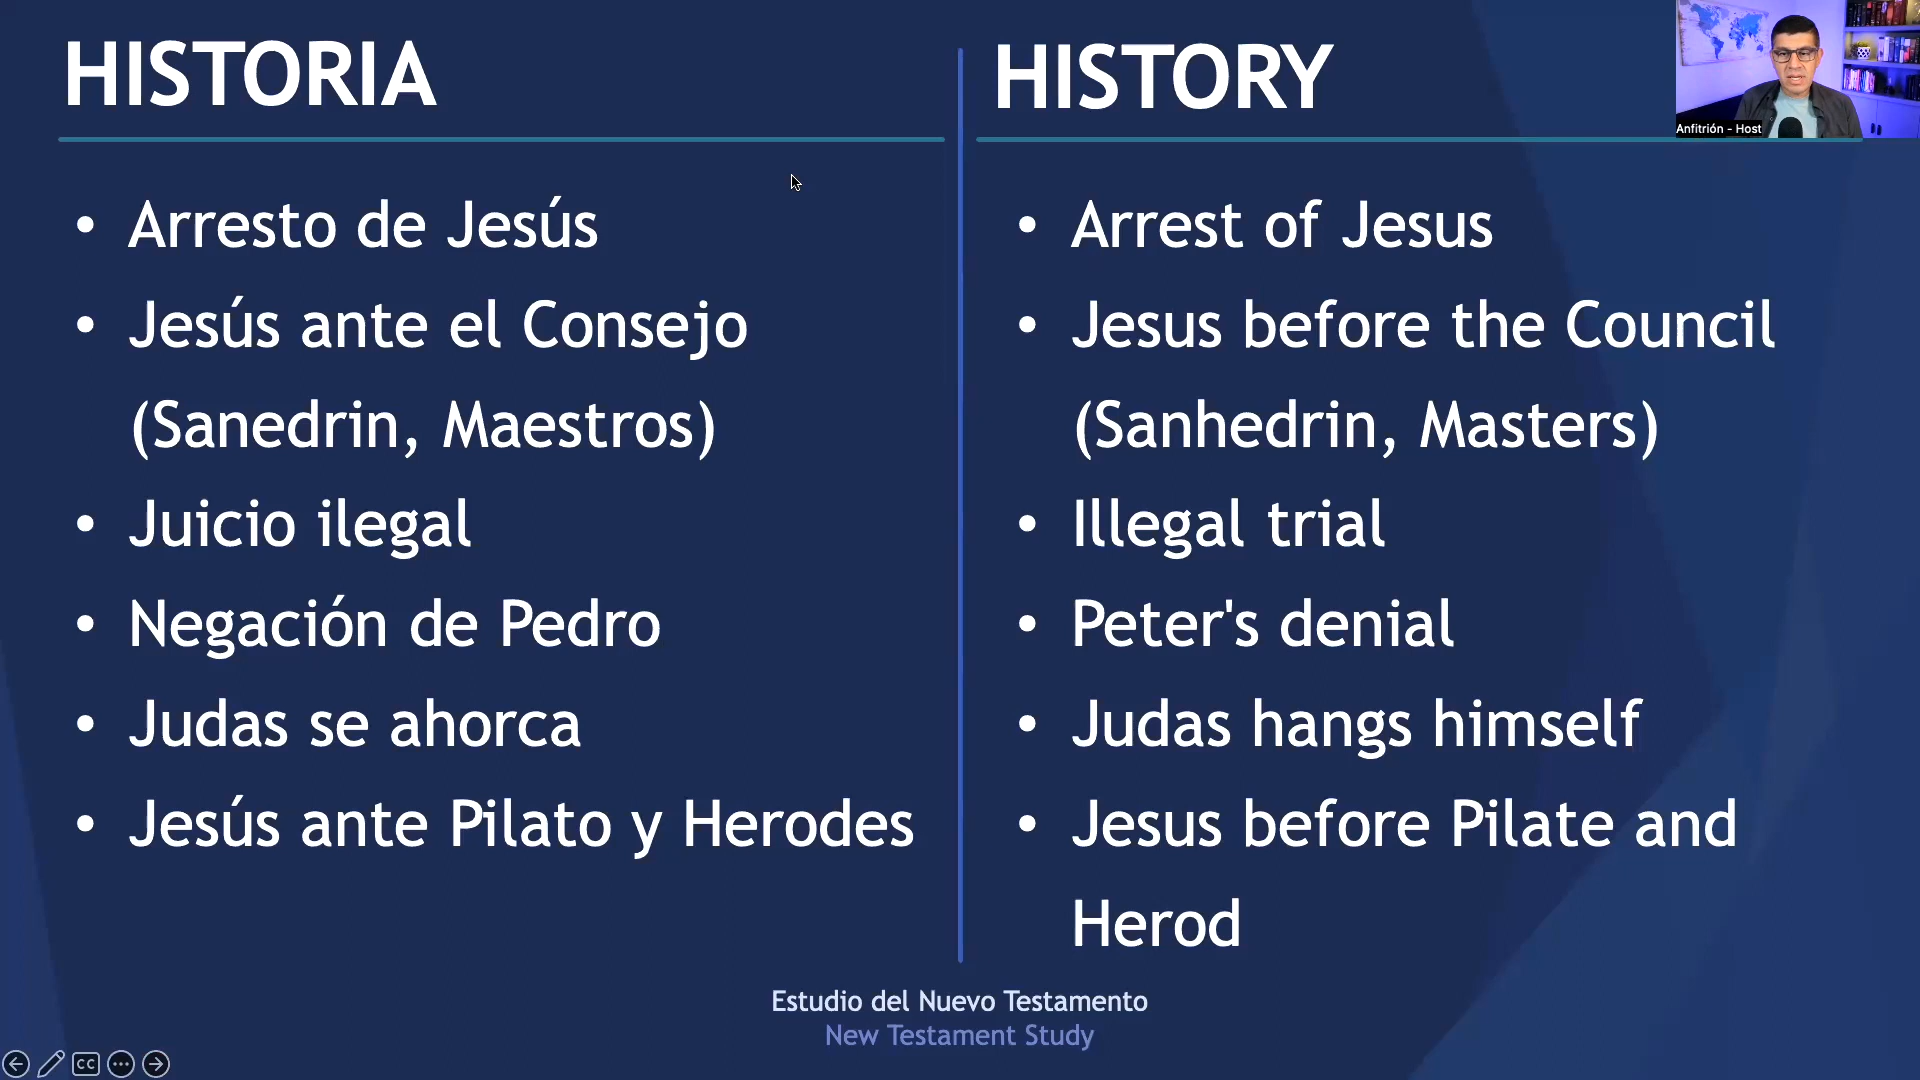 HISTORIA
• Arresto de Jesús
• Jesús ante el Consejo
(Sanedrin, Maestros)
• Juicio ilegal
• Negación de Pedro
• Judas se ahorca
• Jesús ante Pilato y Herodes
HISTORY
• Arrest of Jesus
• Jesus before the Council
(Sanhedrin, Masters)
• Illegal trial
• Peter's denial
• Judas hangs himself
• Jesus before Pilate and
Herod
Anfitrión - Host
Estudio del Nuevo Testamento
New Testament Study
CC